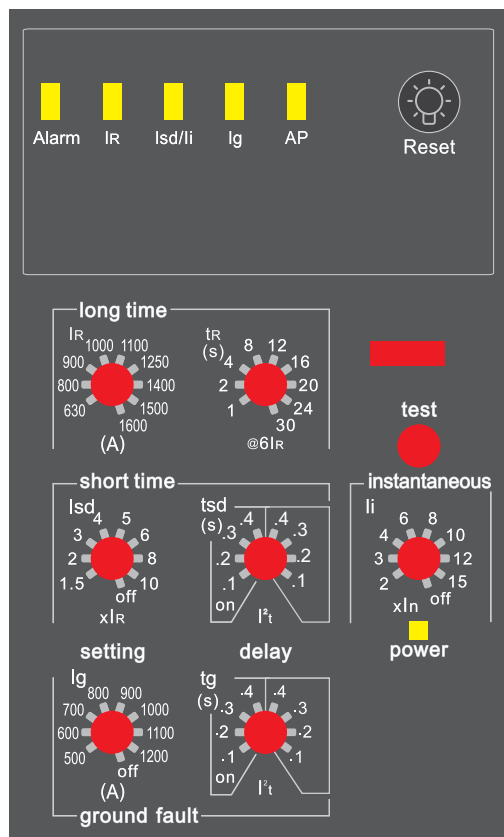 Alarm IR Isd/Ii Ig AP
Reset
long time
IR
(A)
630 800 900 1000 1100 1250 1400 1500 1600
tR
(s)
1 2 4 8 12 16 20 24 30
@6IR
test
short time
Isd
1.5 2 3 4 5 6 8 10 off
xIR
tsd
(s)
on .1 .2 .3 .4 .4 .3 .2 .1
I²t
instantaneous
Ii
2 3 4 6 8 10 12 15 off
xIn
power
setting
delay
Ig
500 600 700 800 900 1000 1100 1200 off
(A)
tg
(s)
on .1 .2 .3 .4 .4 .3 .2 .1
I²t
ground fault